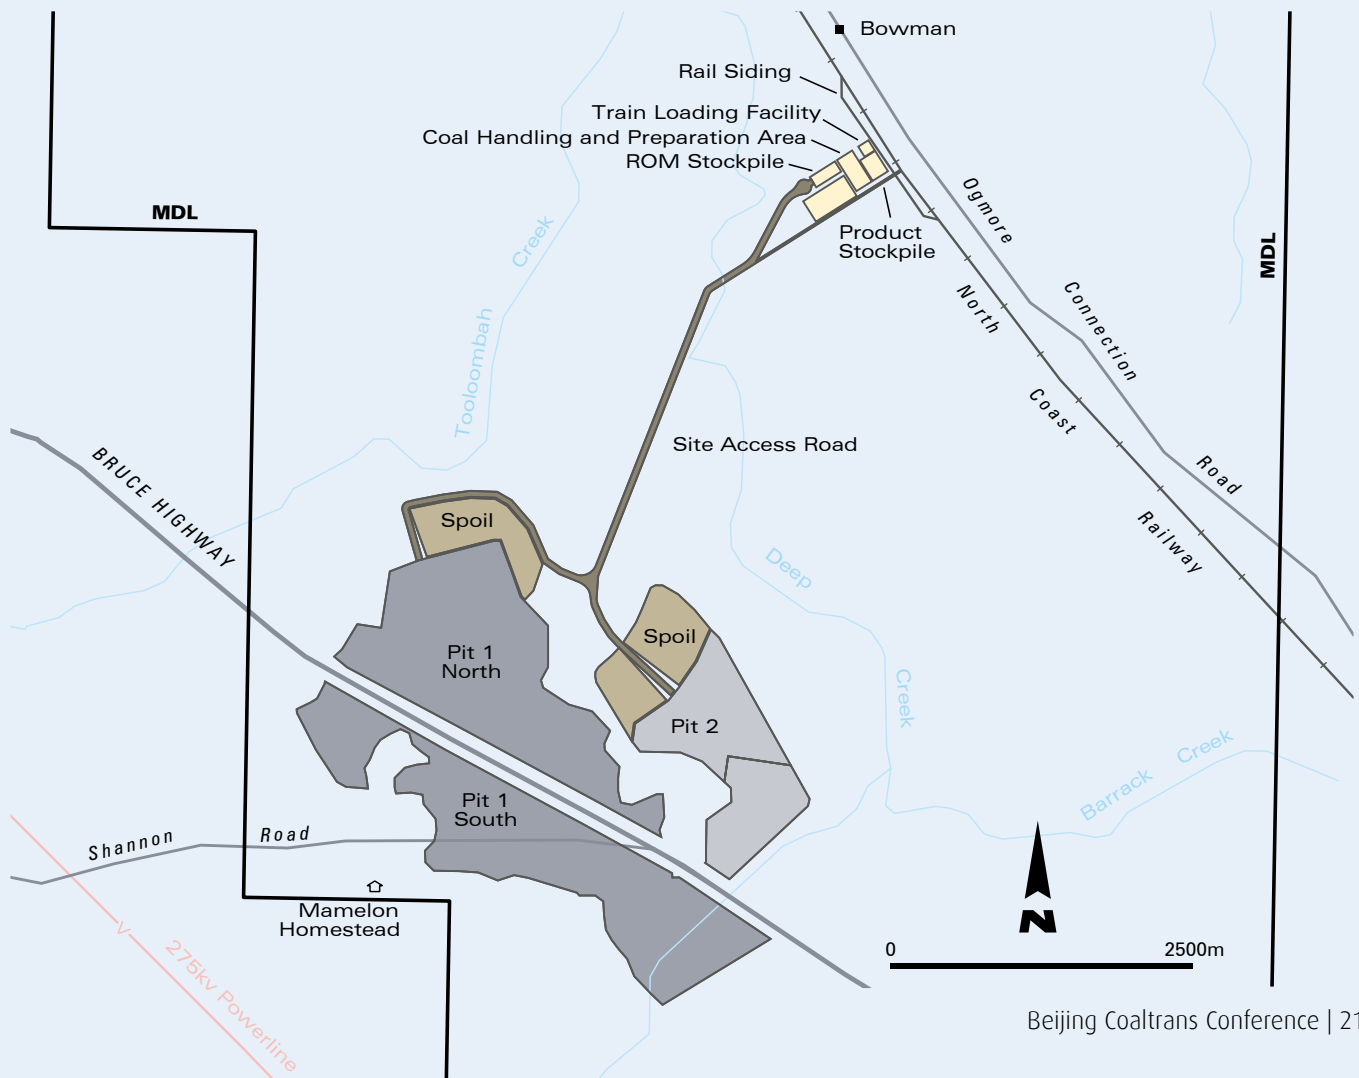 Bowman
Rail Siding
Train Loading Facility
Coal Handling and Preparation Area
ROM Stockpile
MDL
Creek
Ogmore
Product
Stockpile
MDL
North
Connection
Tooloombah
Coast
Site Access Road
BRUCE HIGHWAY
Road
Spoil
Railway
Deep
Spoil
Pit 1
North
Creek
Pit 2
Creek
Barrack
Pit 1
South
Shannon
Road
Mamelon
Homestead
N
0
2500m
V
275kv Powerline
Beijing Coaltrans Conference | 21